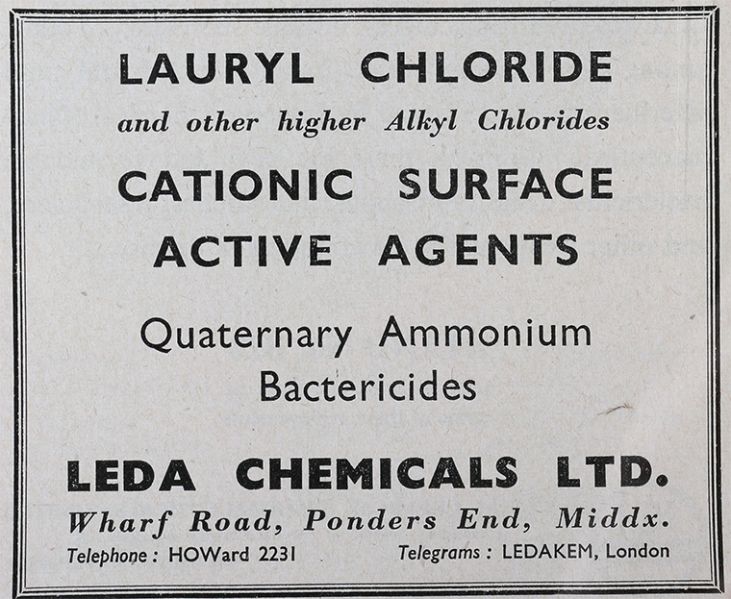 LAURYL CHLORIDE
and other higher Alkyl Chlorides
CATIONIC SURFACE
ACTIVE AGENTS
Quaternary Ammonium
Bactericides
LEDA CHEMICALS LTD.
Wharf Road, Ponders End, Middx.
Telephone : HOWard 2231 Telegrams : LEDAKEM, London